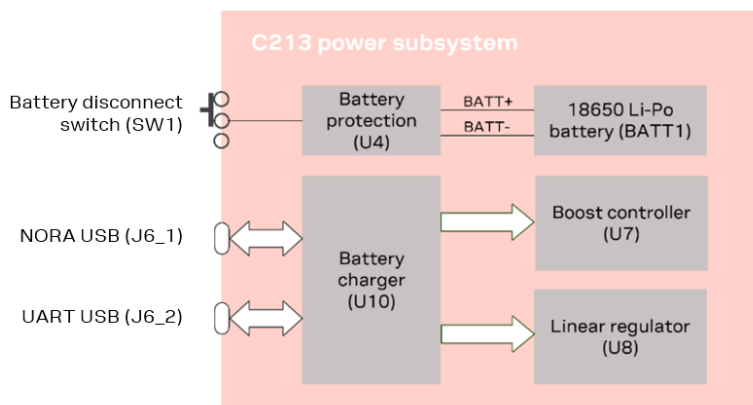 C213 power subsystem
Battery disconnect
switch (SW1)
Battery
protection
(U4)
BATT+
BATT-
18650 Li-Po
battery (BATT1)
NORA USB (J6_1)
UART USB (J6_2)
Battery
charger
(U10)
Boost controller
(U7)
Linear regulator
(U8)